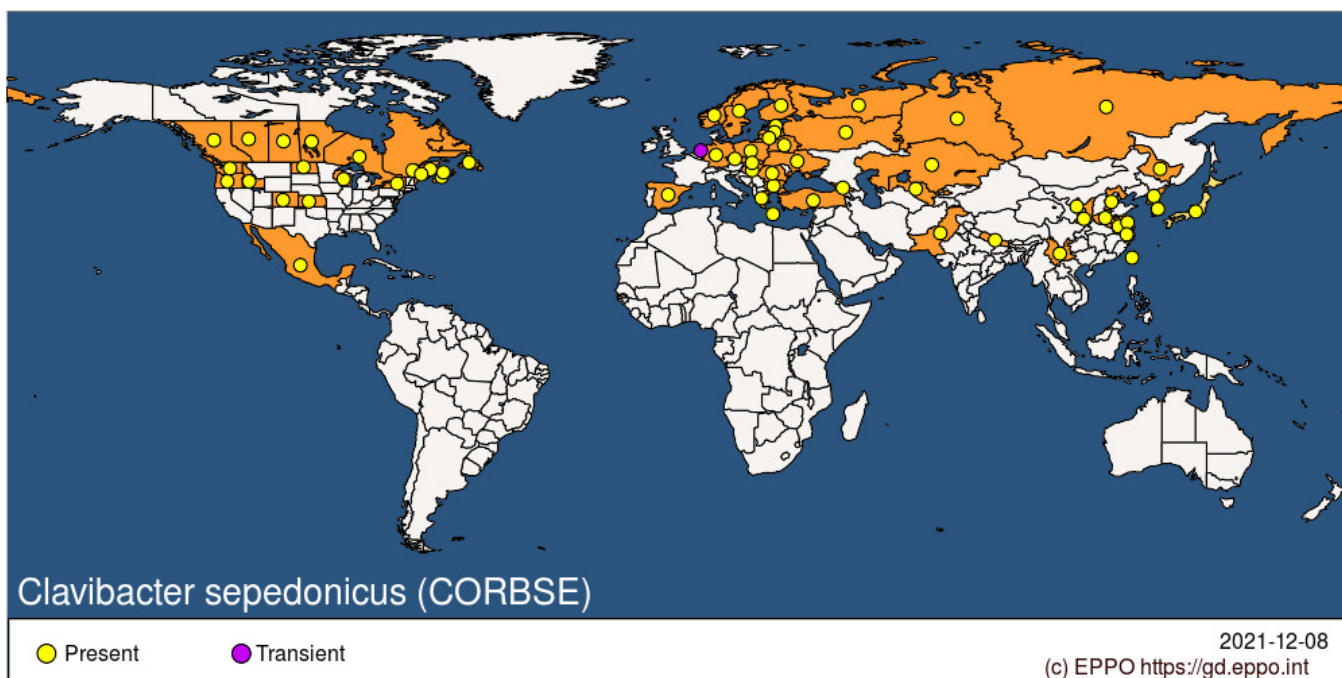 Clavibacter sepedonicus (CORBSE)
Present
Transient
2021-12-08
(c) EPPO https://gd.eppo.int